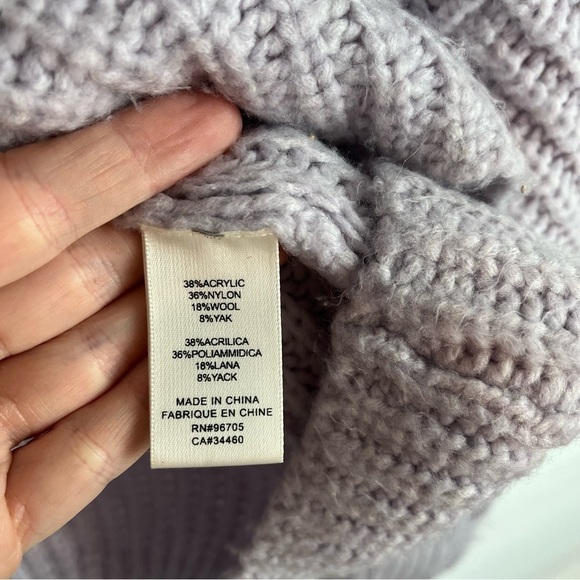 38%ACRYLIC
36%NYLON
18%WOOL
8%YAK
38%ACRILICA
36%POLIAMMIDICA
18%LANA
8%YACK
MADE IN CHINA
FABRIQUE EN CHINE
RN#96705
CA#34460